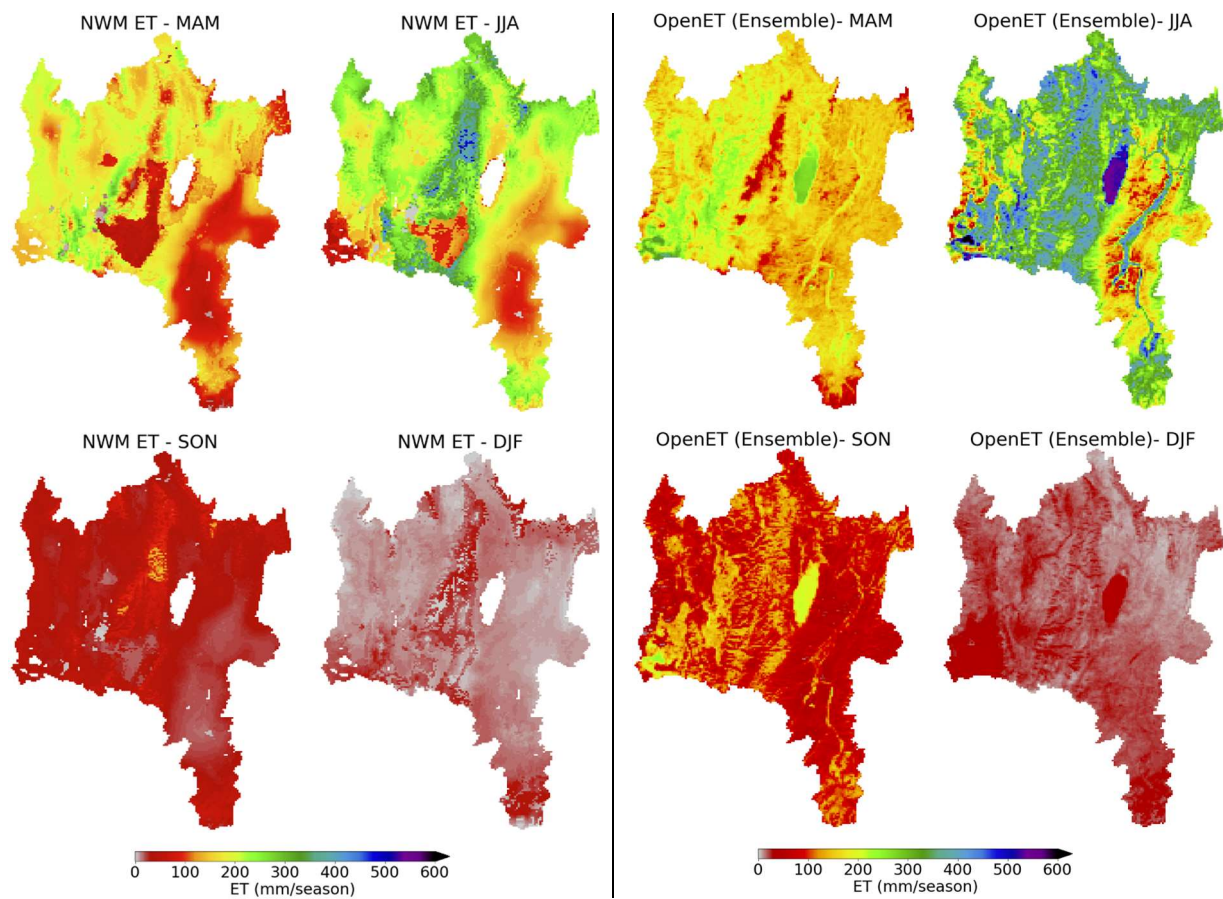 NWM ET - MAM
NWM ET - JJA
OpenET (Ensemble)- MAM
OpenET (Ensemble)- JJA
NWM ET - SON
NWM ET - DJF
OpenET (Ensemble)- SON
OpenET (Ensemble)- DJF
0 100 200 300 400 500 600
ET (mm/season)
0 100 200 300 400 500 600
ET (mm/season)